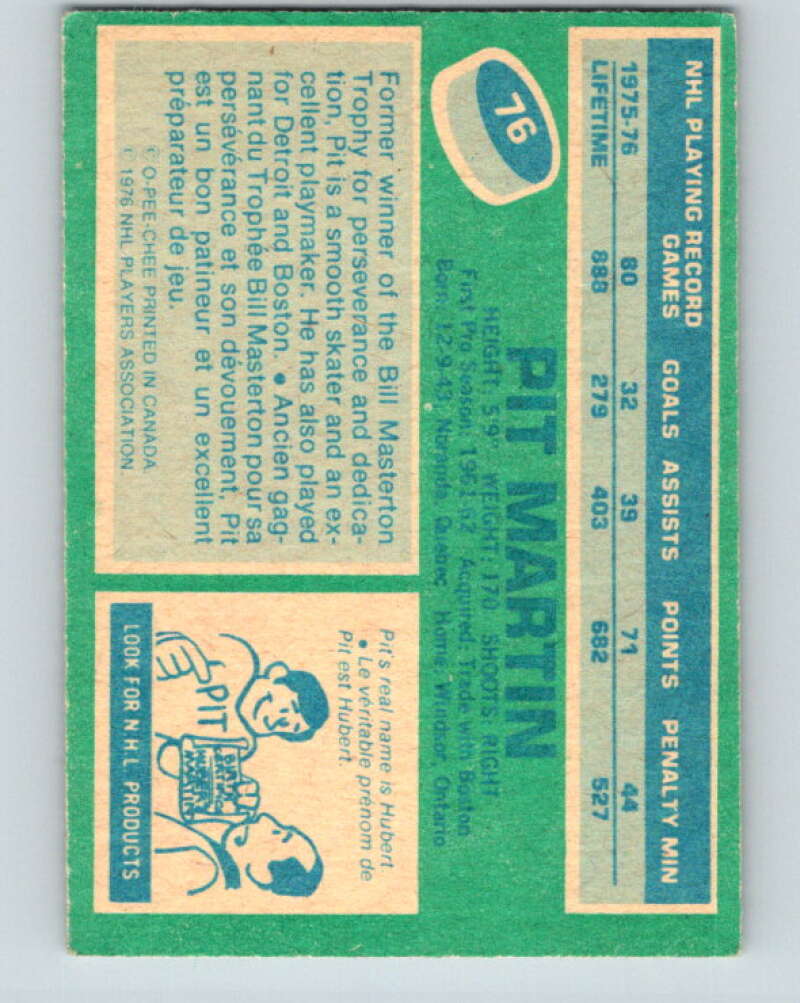 76
NHL PLAYING RECORD
GAMES GOALS ASSISTS POINTS PENALTY MIN
1975-76 80 32 39 71 44
LIFETIME 888 279 403 682 527
PIT MARTIN
HEIGHT: 5'9" WEIGHT: 170 SHOOTS: RIGHT
First Pro Season: 1961-62 Acquired: Trade with Boston
Born: 12-9-43 Noranda, Quebec Home: Windsor, Ontario
Former winner of the Bill Masterton
Trophy for perseverance and dedica-
tion, Pit is a smooth skater and an ex-
cellent playmaker. He has also played
for Detroit and Boston. • Ancien gag-
nant du Trophée Bill Masterton pour sa
persévérance et son dévouement, Pit
est un bon patineur et un excellent
préparateur de jeu.
© O-PEE-CHEE PRINTED IN CANADA.
© 1976 NHL PLAYERS ASSOCIATION
Pit's real name is Hubert
• Le véritable prénom de
Pit est Hubert.
PIT
BIRTH
MARTIN
LOOK FOR N.H.L. PRODUCTS